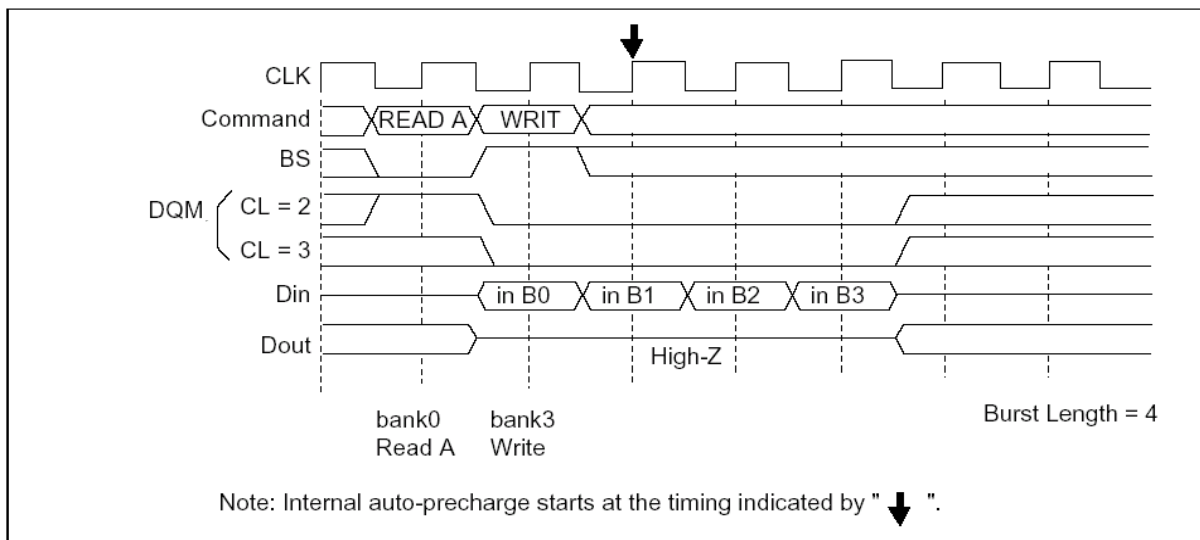 CLK
Command READ A WRIT
BS
DQM CL = 2
CL = 3
Din in B0 in B1 in B2 in B3
Dout High-Z
bank0 bank3 Burst Length = 4
Read A Write
Note: Internal auto-precharge starts at the timing indicated by " ".